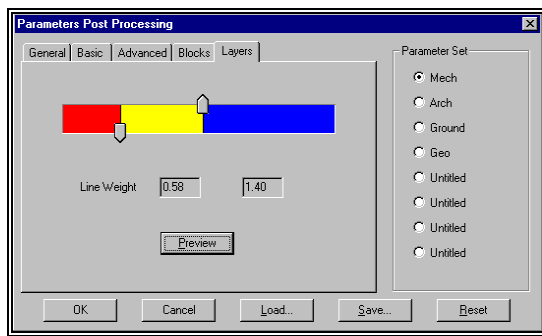 Parameters Post Processing
General Basic Advanced Blocks Layers
Line Weight 0.58 1.40
Preview
Parameter Set
Mech
Arch
Ground
Geo
Untitled
Untitled
Untitled
Untitled
OK Cancel Load... Save... Reset